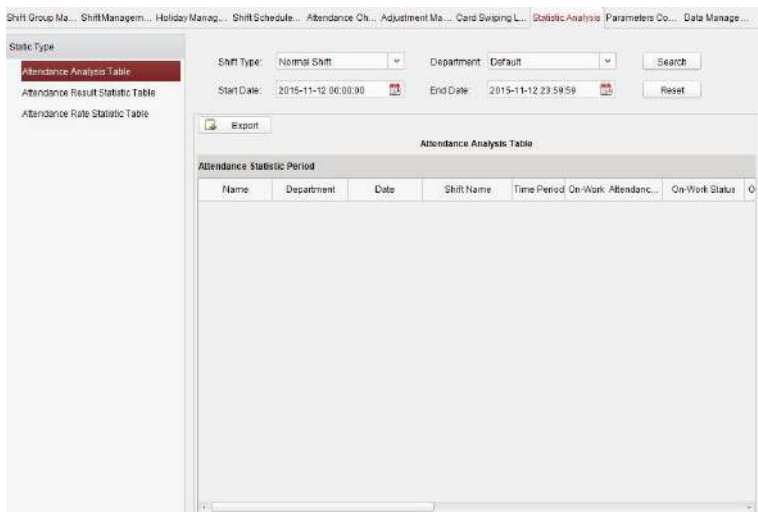 Shift Group Ma... Shift Managem... Holiday Manag... Shift Schedule... Attendance Ch... Adjustment Ma... Card Swiping L... Statistic Analysis Parameters Co... Data Manage...
Static Type
Attendance Analysis Table
Attendance Result Statistic Table
Attendance Rate Statistic Table
Shift Type: Normal Shift Department: Default Search
Start Date: 2015-11-12 00:00:00 End Date: 2015-11-12 23:59:59 Reset
Export
Attendance Analysis Table
Attendance Statistic Period
Name Department Date Shift Name Time Period On-Work Attendanc... On-Work Status O